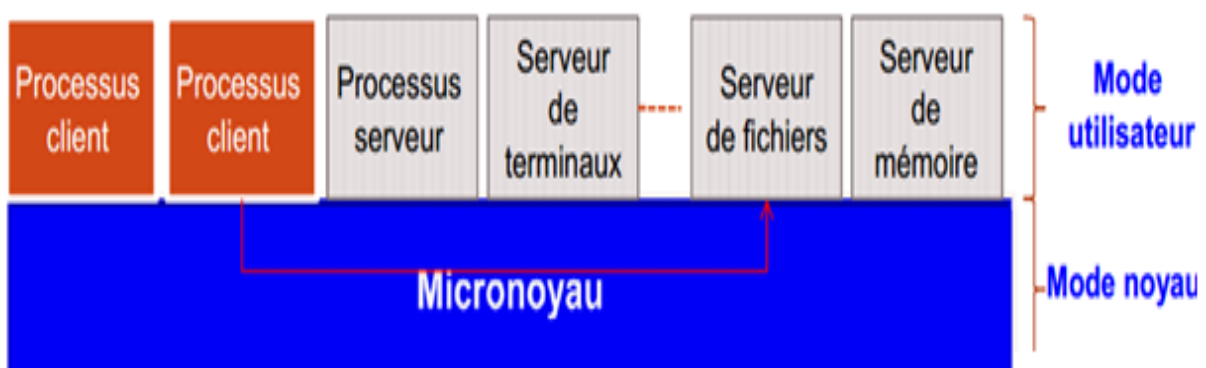 Processus
client
Processus
client
Processus
serveur
Serveur
de
terminaux
Serveur
de fichiers
Serveur
de
mémoire
Mode
utilisateur
Micronoyau
Mode noyau